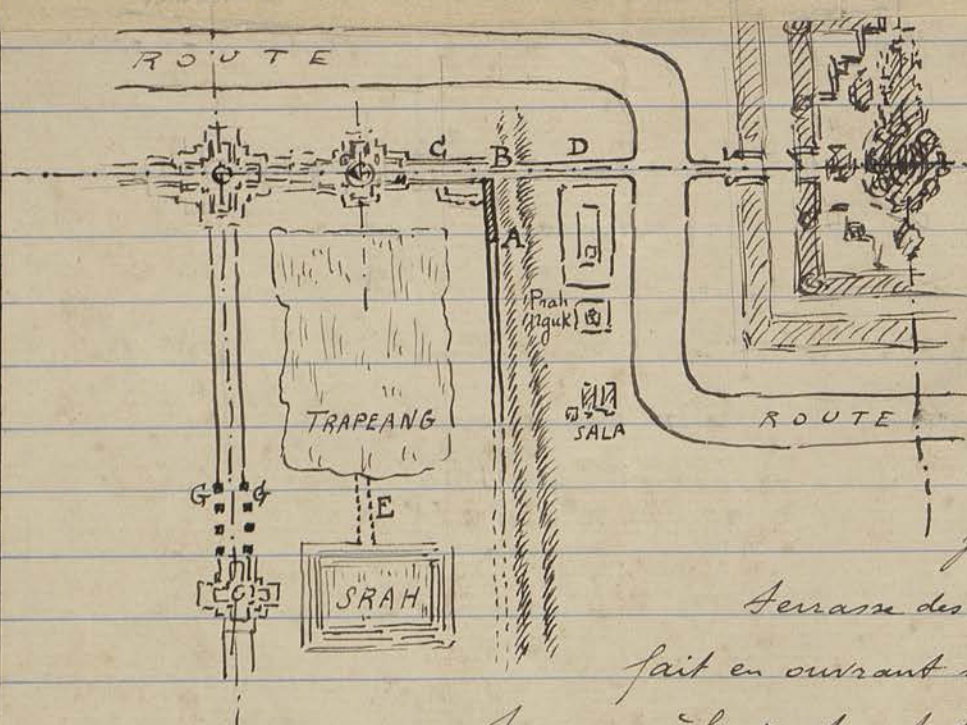 ROUTE
C B D
A
Prah
Nguk
TRAPEANG
SALA
ROUTE
G G
E
SRAH
terrasse des
fait en ouvrant